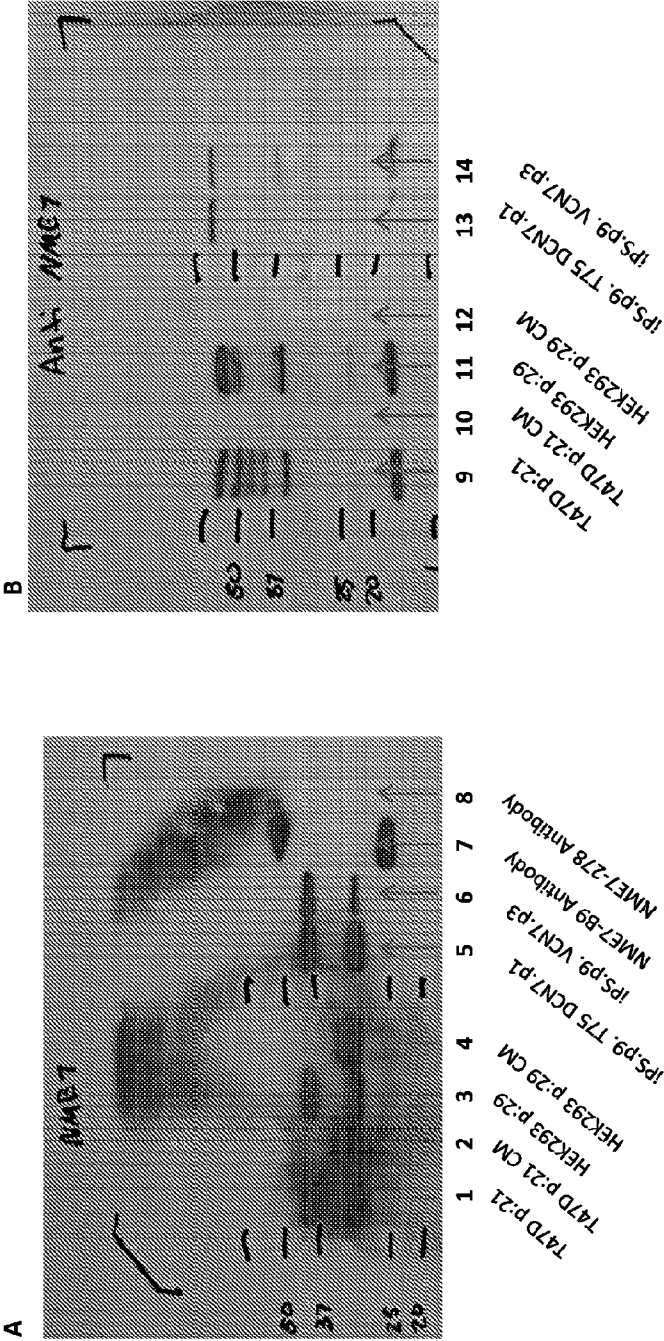 A
NME7
50
37
25
20
1 2 3 4 5 6 7 8
T47D p:21
T47D p:21 CM
HEK293 p:29
HEK293 p:29 CM
iPS.p9. T75 DCN7.p1
iPS.p9. VCN7.p3
NME7-B9 Antibody
NME7-278 Antibody
B
Anti NME7
50
37
25
20
9 10 11 12 13 14
T47D p:21
T47D p:21 CM
HEK293 p:29
HEK293 p:29 CM
iPS.p9. T75 DCN7.p1
iPS.p9. VCN7.p3